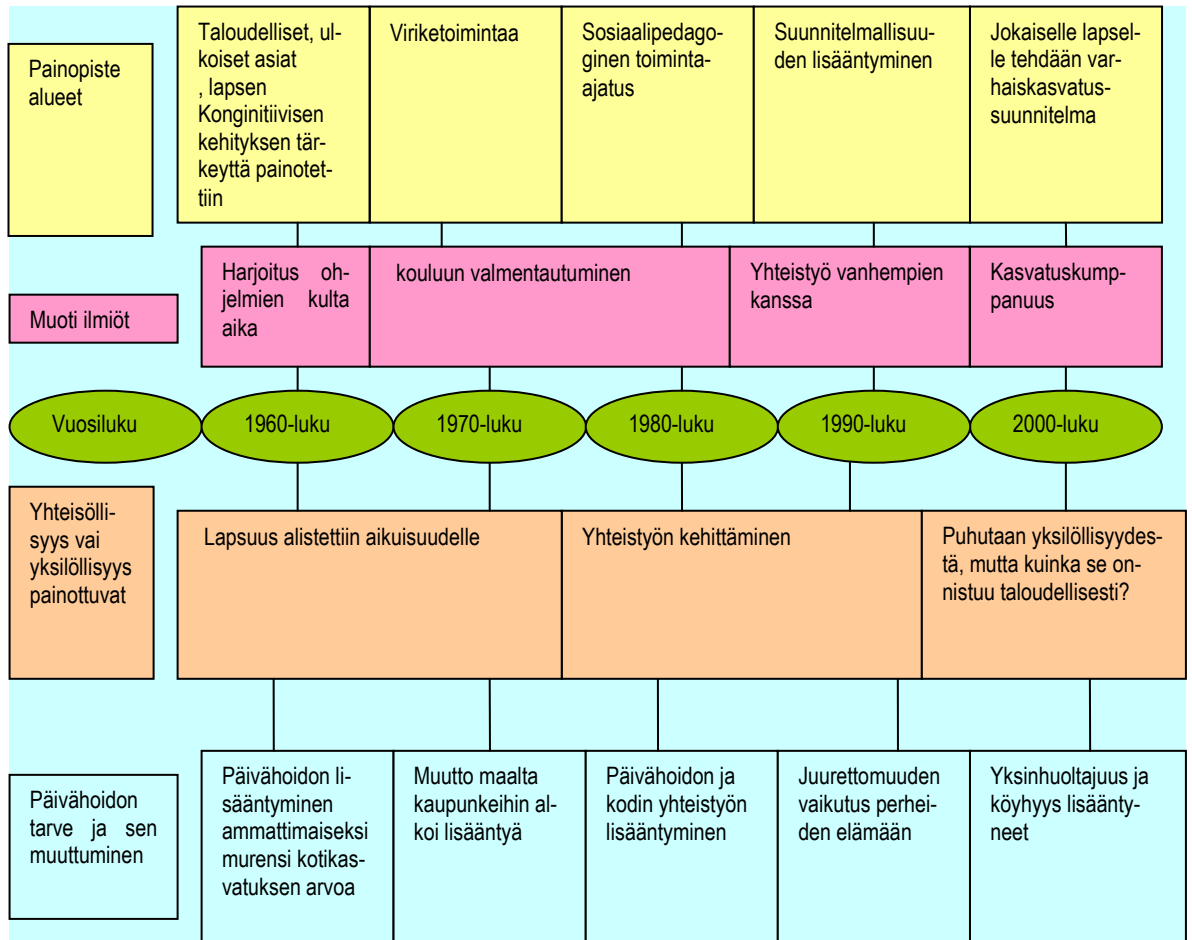 Painopiste
alueet
Taloudelliset, ul-
koiset asiat
, lapsen
Konginitiivisen
kehityksen tär-
keyttä painotet-
tiin
Viriketoimintaa
Sosiaalipedago-
ginen toiminta-
ajatus
Suunnitelmallisuu-
den lisääntyminen
Jokaiselle lapsel-
le tehdään var-
haiskasvatus-
suunnitelma
Muoti ilmiöt
Harjoitus oh-
jelmien kulta
aika
kouluun valmentautuminen
Yhteistyö vanhempien
kanssa
Kasvatuskump-
panuus
Vuosiluku
1960-luku
1970-luku
1980-luku
1990-luku
2000-luku
Yhteisölli-
syys vai
yksilöllisyys
painottuvat
Lapsuus alistettiin aikuisuudelle
Yhteistyön kehittäminen
Puhutaan yksilöllisyydes-
tä, mutta kuinka se on-
nistuu taloudellisesti?
Päivähoidon
tarve ja sen
muuttuminen
Päivähoidon li-
sääntyminen
ammattimaiseksi
murensi kotikas-
vatuksen arvoa
Muutto maalta
kaupunkeihin al-
koi lisääntyä
Päivähoidon ja
kodin yhteistyön
lisääntyminen
Juurettomuuden
vaikutus perhei-
den elämään
Yksinhuoltajuus ja
köyhyys lisäänty-
neet